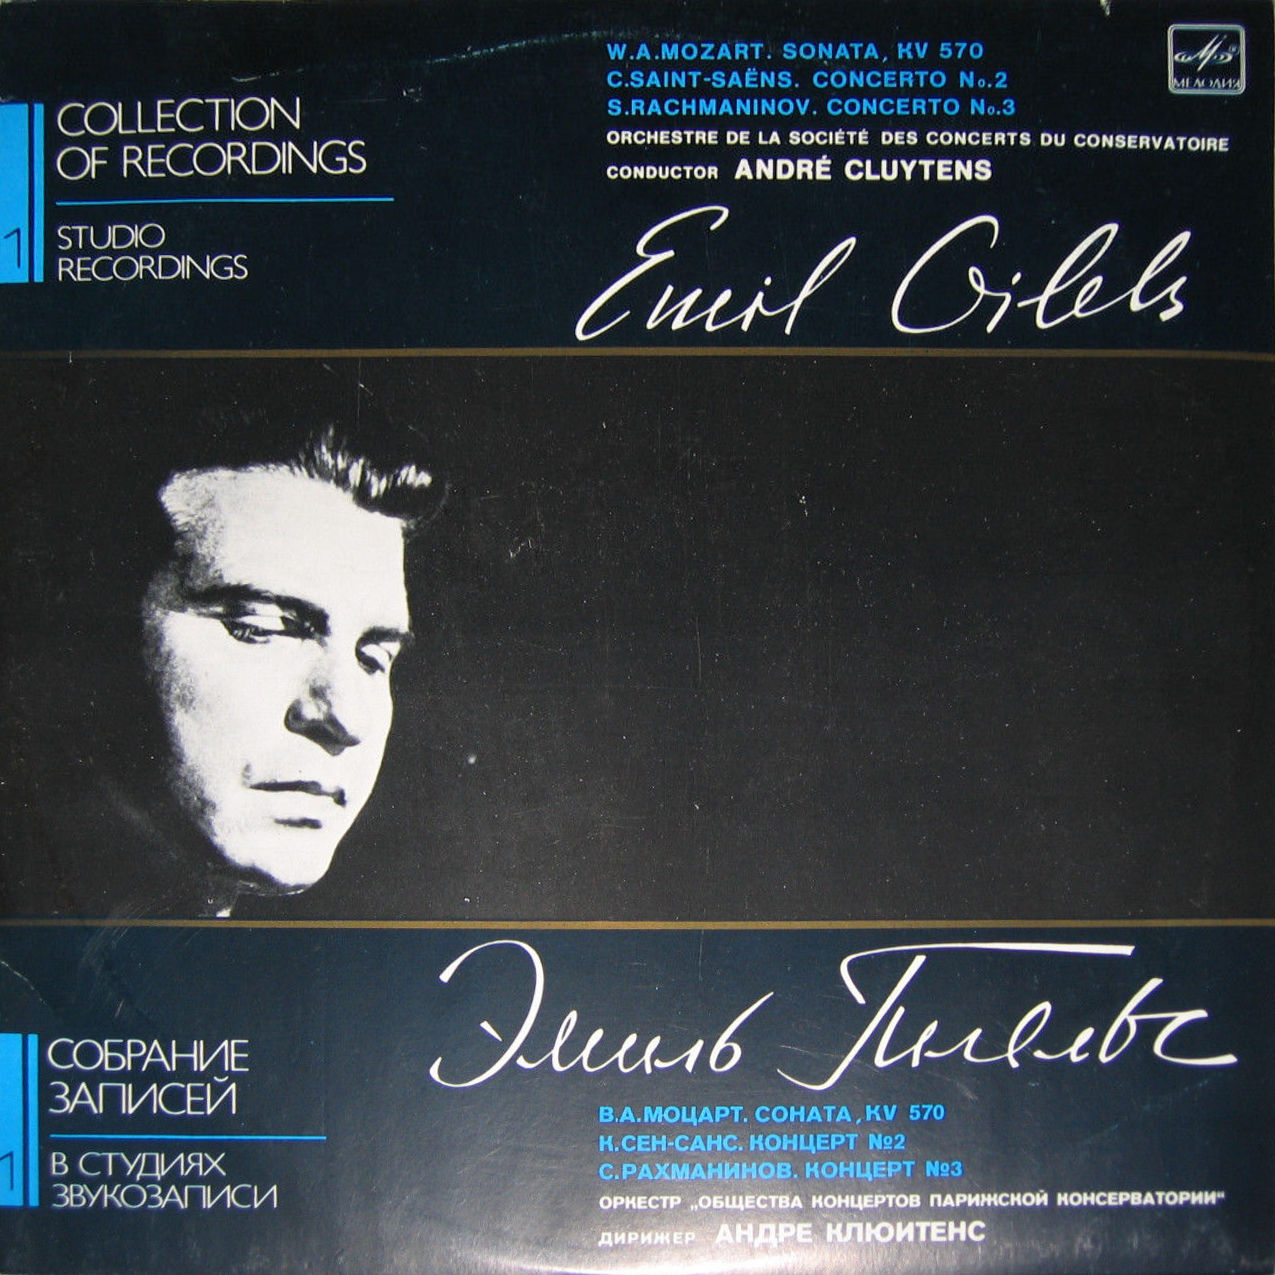 W.A.MOZART. SONATA, KV 570
C.SAINT-SAËNS. CONCERTO No.2
S.RACHMANINOV. CONCERTO No.3
ORCHESTRE DE LA SOCIÉTÉ DES CONCERTS DU CONSERVATOIRE
CONDUCTOR ANDRÉ CLUYTENS
МЕЛОДИЯ
COLLECTION
OF RECORDINGS
1
STUDIO
RECORDINGS
Emil Gilels
Эмиль Гилельс
СОБРАНИЕ
ЗАПИСЕЙ
1
В СТУДИЯХ
ЗВУКОЗАПИСИ
В.А.МОЦАРТ. СОНАТА, KV 570
К.СЕН-САНС. КОНЦЕРТ №2
С.РАХМАНИНОВ. КОНЦЕРТ №3
ОРКЕСТР „ОБЩЕСТВА КОНЦЕРТОВ ПАРИЖСКОЙ КОНСЕРВАТОРИИ"
ДИРИЖЕР АНДРЕ КЛЮИТЕНС